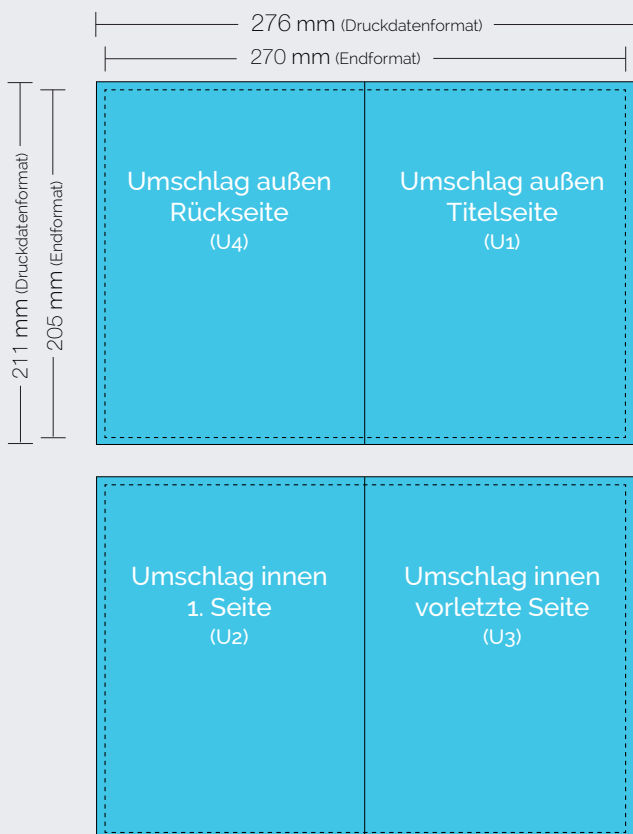 276 mm (Druckdatenformat)
270 mm (Endformat)
211 mm (Druckdatenformat)
205 mm (Endformat)
Umschlag außen
Rückseite
(U4)
Umschlag außen
Titelseite
(U1)
Umschlag innen
1. Seite
(U2)
Umschlag innen
vorletzte Seite
(U3)